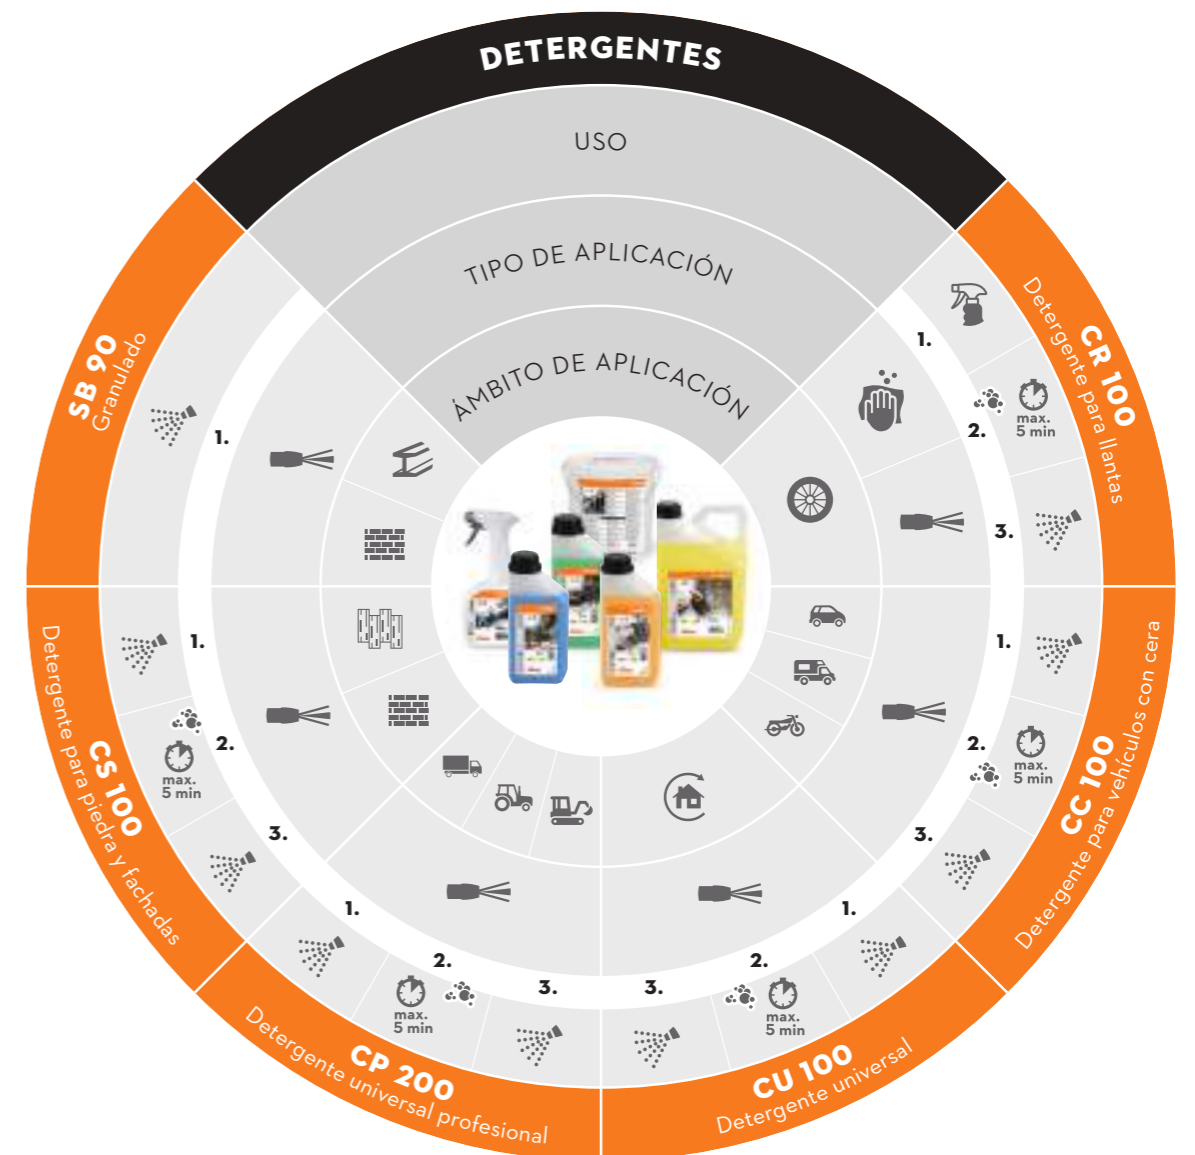 DETERGENTES
USO
TIPO DE APLICACIÓN
ÁMBITO DE APLICACIÓN
CR 100
Detergente para llantas
1.
2.
max.
5 min
3.
CC 100
Detergente para vehículos con cera
1.
2.
max.
5 min
3.
CU 100
Detergente universal
1.
2.
max.
5 min
3.
CP 200
Detergente universal profesional
1.
2.
max.
5 min
3.
CS 100
Detergente para piedra y fachadas
1.
2.
max.
5 min
3.
SB 90
Granulado
1.